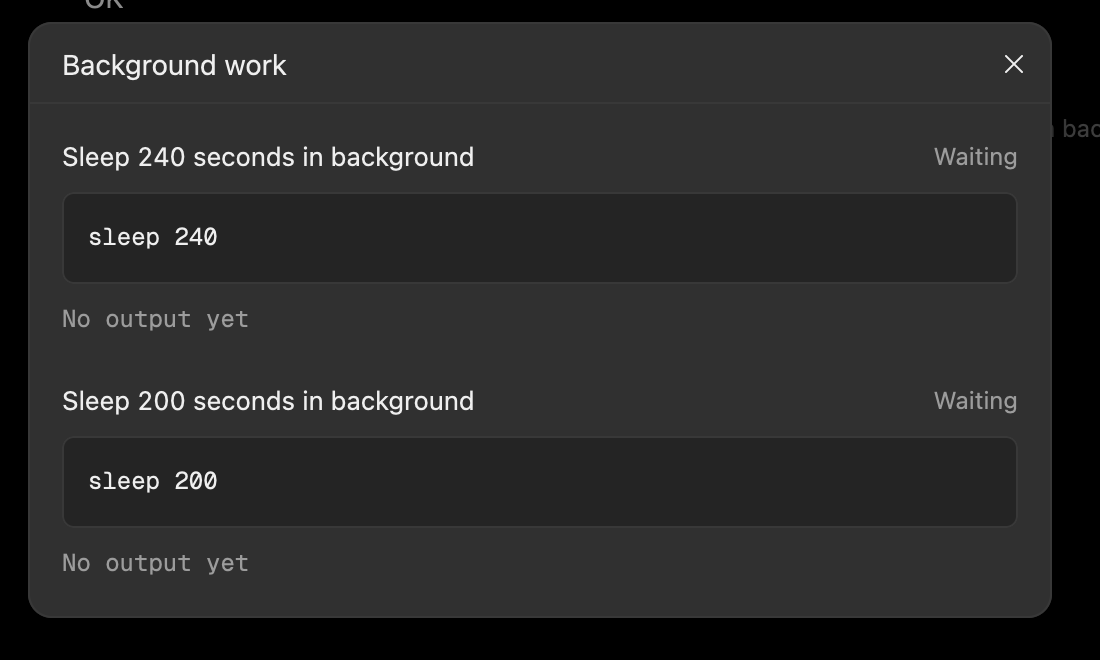 OK
Background work
Sleep 240 seconds in background
Waiting
sleep 240
No output yet
Sleep 200 seconds in background
Waiting
sleep 200
No output yet